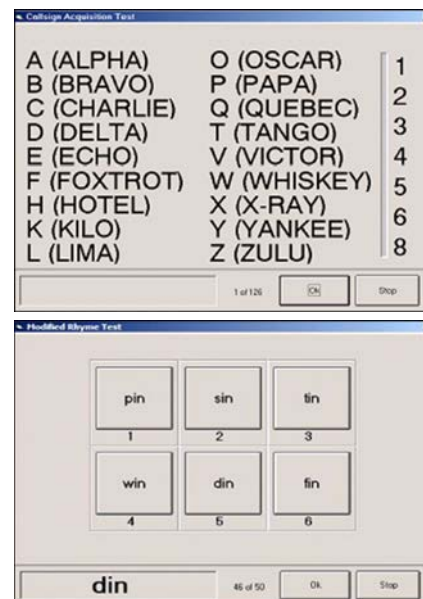 Callsign Acquisition Test
A (ALPHA) O (OSCAR) 1
B (BRAVO) P (PAPA) 2
C (CHARLIE) Q (QUEBEC) 3
D (DELTA) T (TANGO) 4
E (ECHO) V (VICTOR) 5
F (FOXTROT) W (WHISKEY) 6
H (HOTEL) X (X-RAY) 8
K (KILO) Y (YANKEE)
L (LIMA) Z (ZULU)
1 of 126 Ok Stop
Modified Rhyme Test
pin sin tin
1 2 3
win din fin
4 5 6
din 46 of 50 Ok Stop